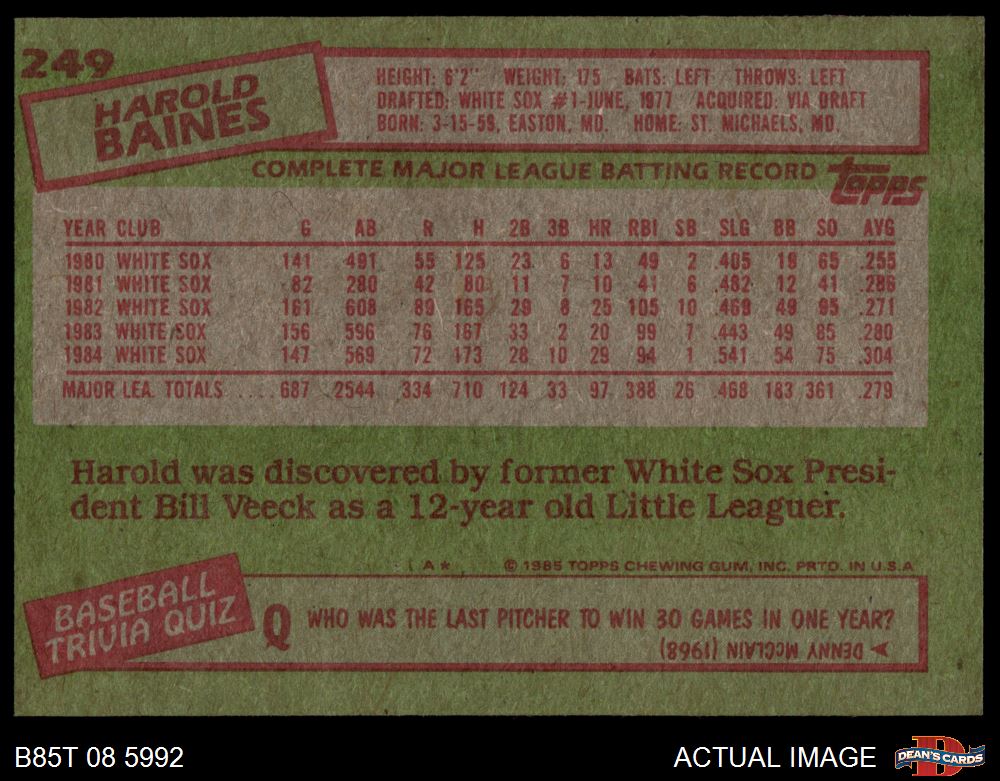 249
HAROLD
BAINES
HEIGHT: 6'2" WEIGHT: 175 BATS: LEFT THROWS: LEFT
DRAFTED: WHITE SOX #1-JUNE, 1977 ACQUIRED: VIA DRAFT
BORN: 3-15-59, EASTON, MD. HOME: ST. MICHAELS, MD.
COMPLETE MAJOR LEAGUE BATTING RECORD
topps
YEAR CLUB G AB R H 2B 3B HR RBI SB SLG BB SO AVG
1980 WHITE SOX 141 491 55 125 23 6 13 49 2 .405 19 65 .255
1981 WHITE SOX 82 280 42 80 11 7 10 41 6 .482 12 41 .286
1982 WHITE SOX 161 608 89 165 29 8 25 105 10 .469 49 95 .271
1983 WHITE SOX 156 596 76 167 33 2 20 99 7 .443 49 85 .280
1984 WHITE SOX 147 569 72 173 28 10 29 94 1 .541 54 75 .304
MAJOR LEA. TOTALS ....687 2544 334 710 124 33 97 388 26 .468 183 361 .279
Harold was discovered by former White Sox Presi-
dent Bill Veeck as a 12-year old Little Leaguer.
A* © 1985 TOPPS CHEWING GUM, INC. PRTD. IN U.S.A.
BASEBALL
TRIVIA QUIZ
Q WHO WAS THE LAST PITCHER TO WIN 30 GAMES IN ONE YEAR?
DENNY MCCLAIN (1968)
B85T 08 5992
ACTUAL IMAGE
D
DEAN'S CARDS